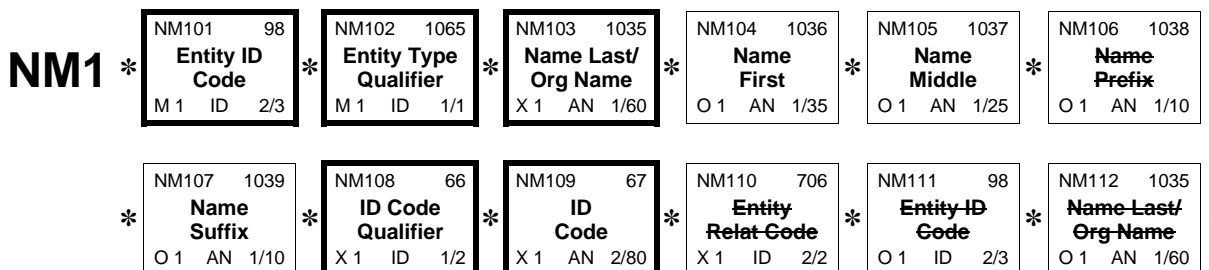 NM101 98 NM102 1065 NM103 1035 NM104 1036 NM105 1037 NM106 1038
NM1 * Entity ID Code * Entity Type Qualifier * Name Last/ Org Name * Name First * Name Middle * Name Prefix
M 1 ID 2/3 M 1 ID 1/1 X 1 AN 1/60 O 1 AN 1/35 O 1 AN 1/25 O 1 AN 1/10
NM107 1039 NM108 66 NM109 67 NM110 706 NM111 98 NM112 1035
* Name Suffix * ID Code Qualifier * ID Code * Entity Relat Code * Entity ID Code * Name Last/ Org Name
O 1 AN 1/10 X 1 ID 1/2 X 1 AN 2/80 X 1 ID 2/2 O 1 ID 2/3 O 1 AN 1/60